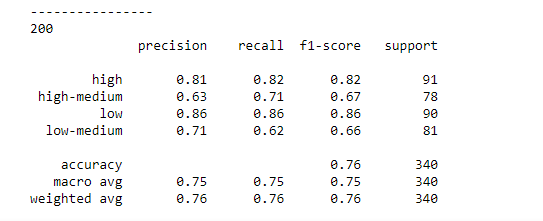 ----------------
200
precision recall f1-score support
high 0.81 0.82 0.82 91
high-medium 0.63 0.71 0.67 78
low 0.86 0.86 0.86 90
low-medium 0.71 0.62 0.66 81
accuracy 0.76 340
macro avg 0.75 0.75 0.75 340
weighted avg 0.76 0.76 0.76 340